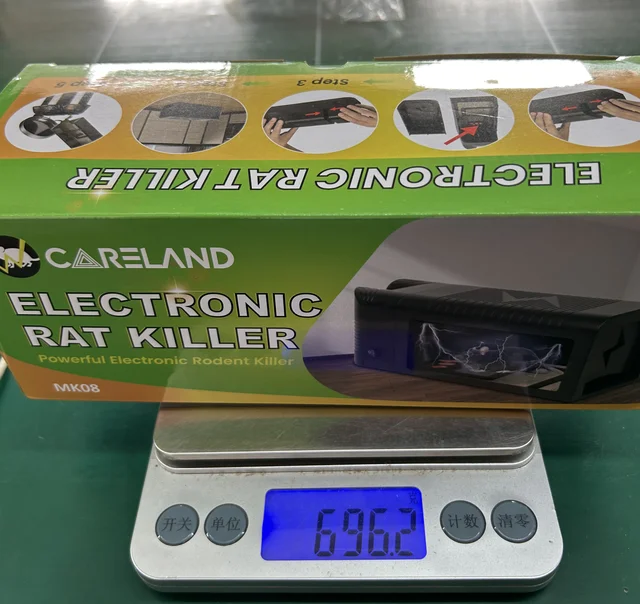 Step 3
ELECTRONIC RAT KILLER
CARELAND
ELECTRONIC
RAT KILLER
Powerful Electronic Rodent Killer
MK08
开关
单位
696.2
计数
清零